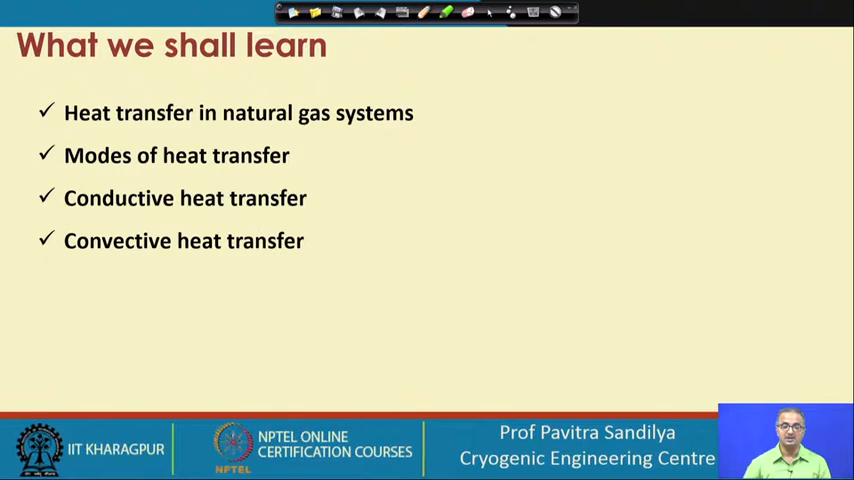 What we shall learn
✓ Heat transfer in natural gas systems
✓ Modes of heat transfer
✓ Conductive heat transfer
✓ Convective heat transfer
IIT KHARAGPUR
NPTEL
NPTEL ONLINE
CERTIFICATION COURSES
Prof Pavitra Sandilya
Cryogenic Engineering Centre